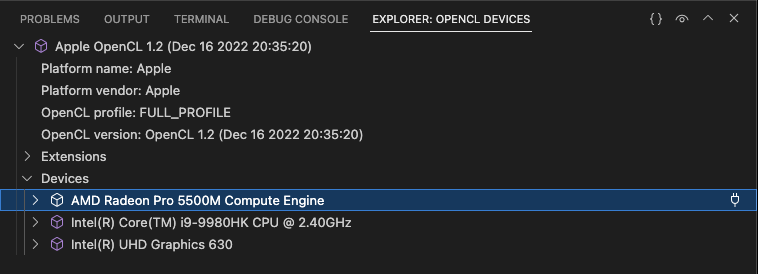 PROBLEMS OUTPUT TERMINAL DEBUG CONSOLE EXPLORER: OPENCL DEVICES
Apple OpenCL 1.2 (Dec 16 2022 20:35:20)
Platform name: Apple
Platform vendor: Apple
OpenCL profile: FULL_PROFILE
OpenCL version: OpenCL 1.2 (Dec 16 2022 20:35:20)
Extensions
Devices
AMD Radeon Pro 5500M Compute Engine
Intel(R) Core(TM) i9-9980HK CPU @ 2.40GHz
Intel(R) UHD Graphics 630